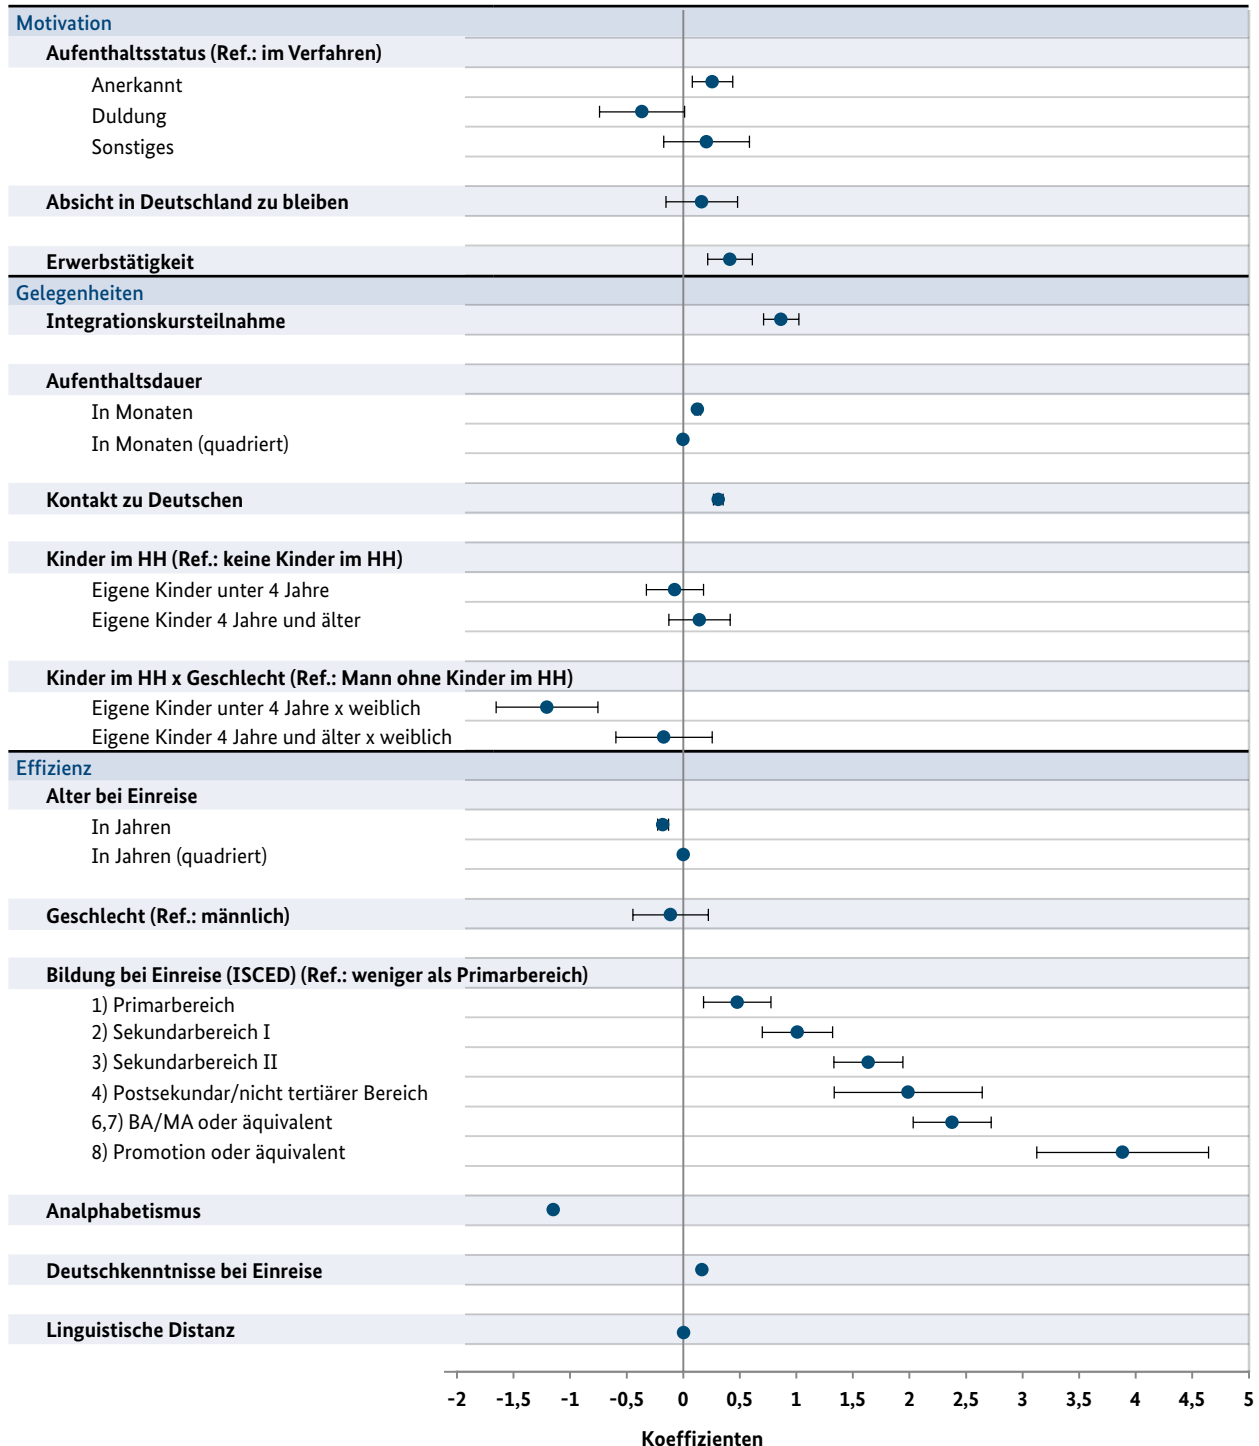 Motivation
Aufenthaltsstatus (Ref.: im Verfahren)
Anerkannt
Duldung
Sonstiges
Absicht in Deutschland zu bleiben
Erwerbstätigkeit
Gelegenheiten
Integrationskursteilnahme
Aufenthaltsdauer
In Monaten
In Monaten (quadriert)
Kontakt zu Deutschen
Kinder im HH (Ref.: keine Kinder im HH)
Eigene Kinder unter 4 Jahre
Eigene Kinder 4 Jahre und älter
Kinder im HH x Geschlecht (Ref.: Mann ohne Kinder im HH)
Eigene Kinder unter 4 Jahre x weiblich
Eigene Kinder 4 Jahre und älter x weiblich
Effizienz
Alter bei Einreise
In Jahren
In Jahren (quadriert)
Geschlecht (Ref.: männlich)
Bildung bei Einreise (ISCED) (Ref.: weniger als Primarbereich)
1) Primarbereich
2) Sekundarbereich I
3) Sekundarbereich II
4) Postsekundar/nicht tertiärer Bereich
6,7) BA/MA oder äquivalent
8) Promotion oder äquivalent
Analphabetismus
Deutschkenntnisse bei Einreise
Linguistische Distanz
-2 -1,5 -1 -0,5 0 0,5 1 1,5 2 2,5 3 3,5 4 4,5 5
Koeffizienten